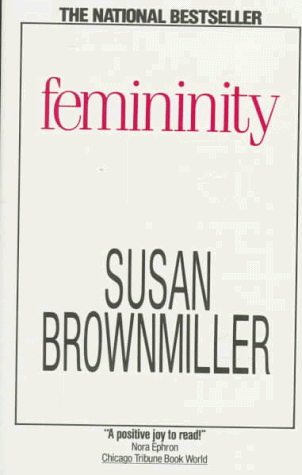 THE NATIONAL BESTSELLER
femininity
SUSAN
BROWNMILLER
"A positive joy to read!"
Nora Ephron
Chicago Tribune Book World